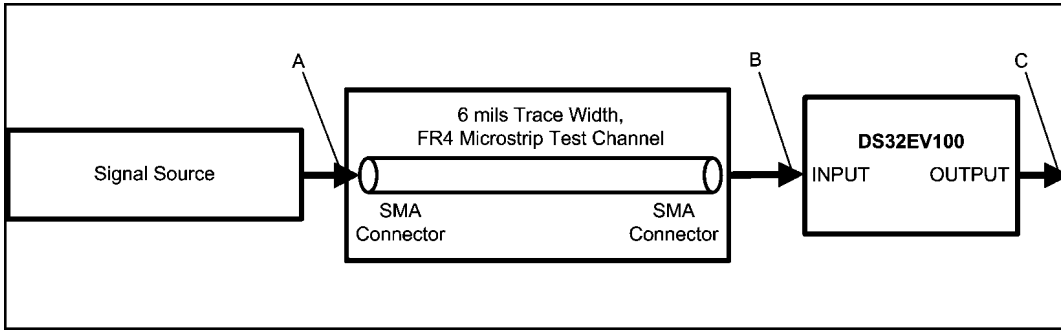 A
B
C
6 mils Trace Width,
FR4 Microstrip Test Channel
DS32EV100
Signal Source
INPUT
OUTPUT
SMA
Connector
SMA
Connector